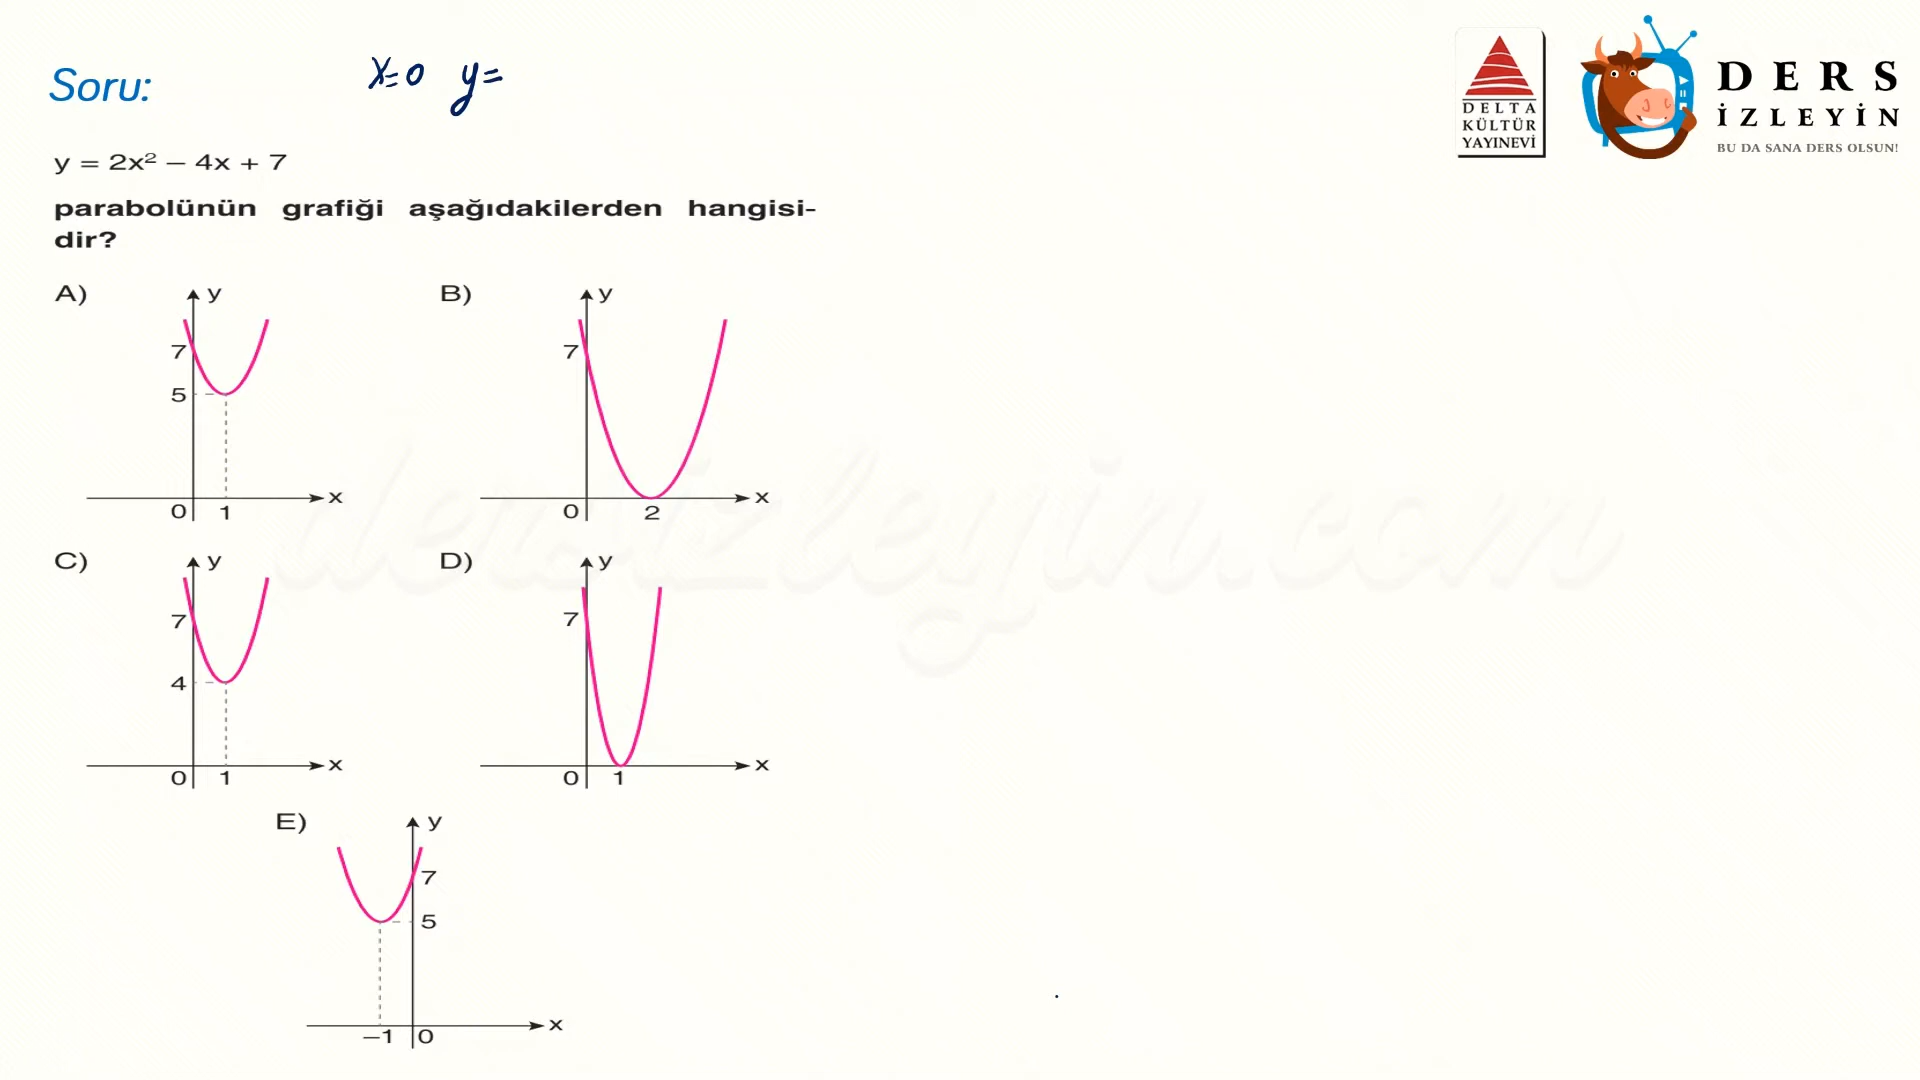 Soru:
x=0 y=
y = 2x² – 4x + 7
parabolünün grafiği aşağıdakilerden hangisi-
dir?
A)
y
7
5
0
1
x
B)
y
7
0
2
x
C)
y
7
4
0
1
x
D)
y
7
0
1
x
E)
y
7
5
–1
0
x
DELTA
KÜLTÜR
YAYINEVİ
DERS
İZLEYİN
BU DA SANA DERS OLSUN!
dersizleyin.com